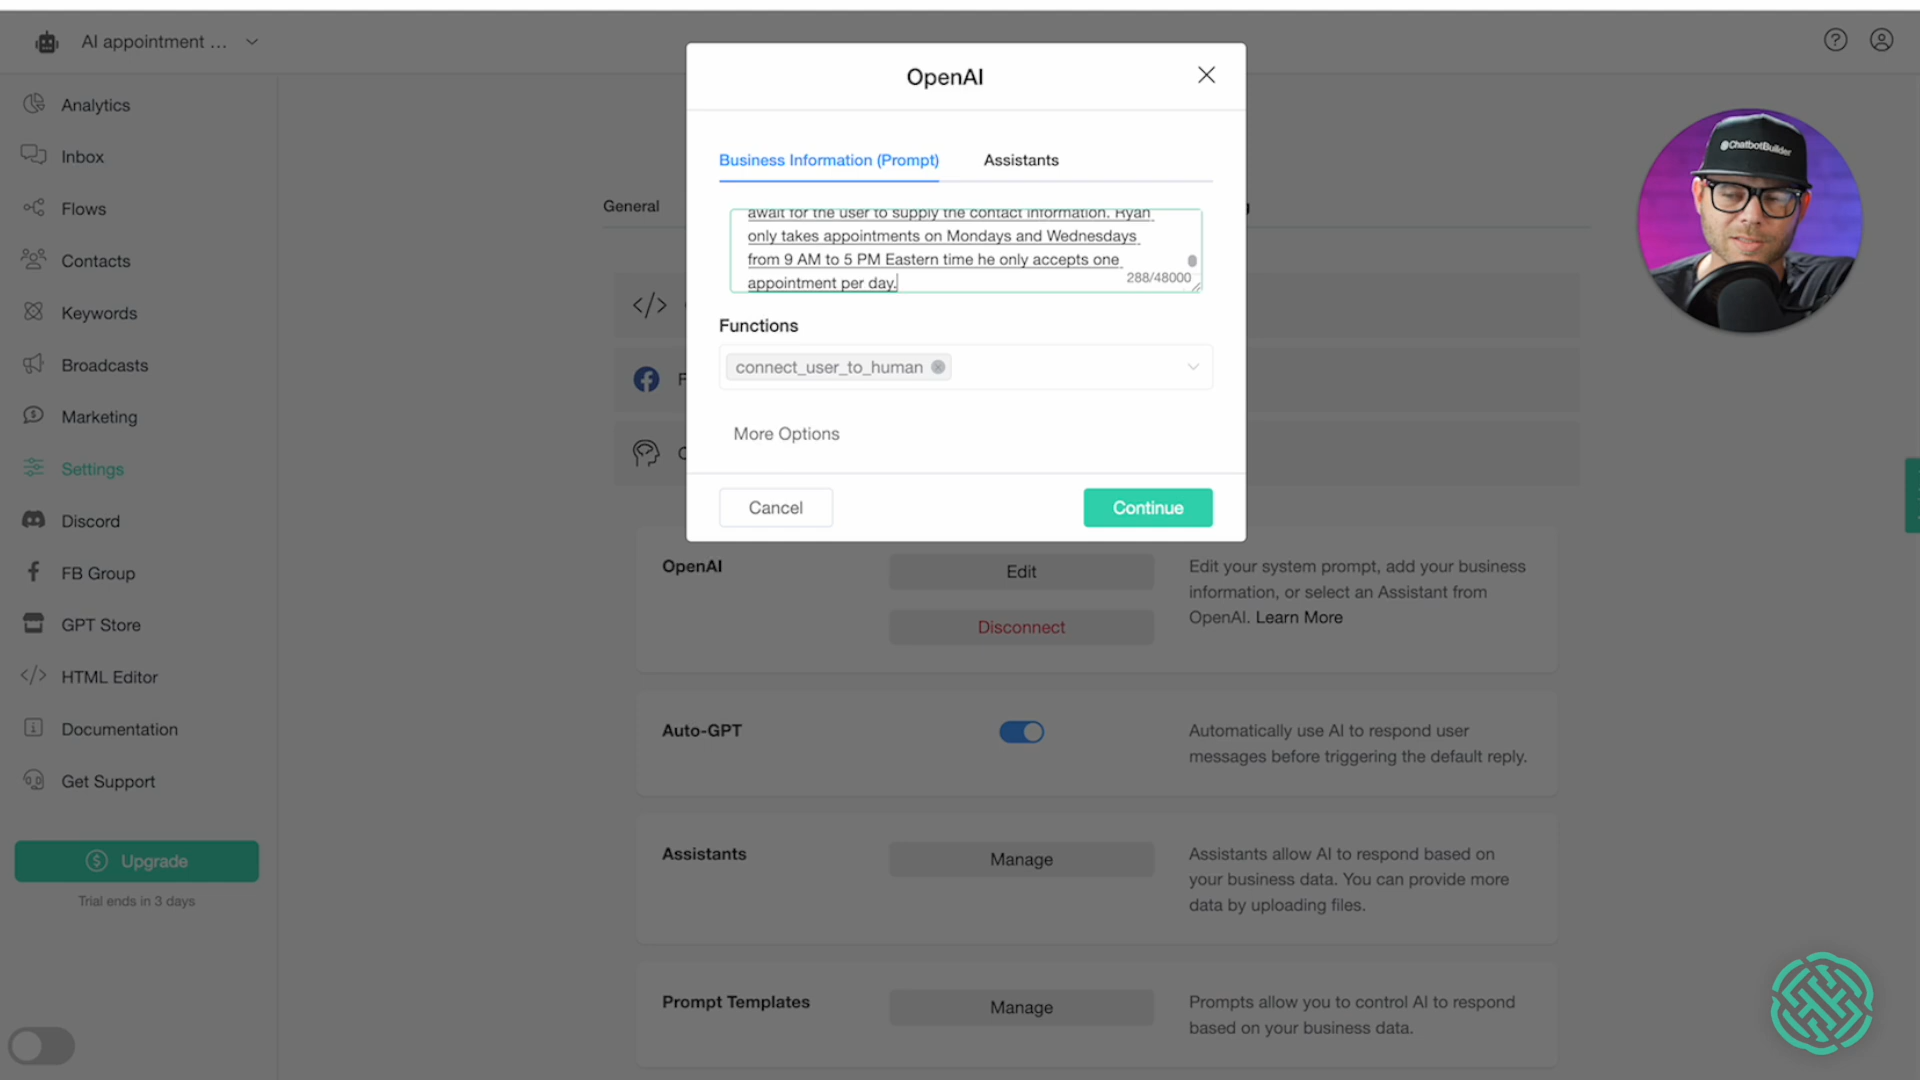 AI appointment ...
Analytics
Inbox
Flows
Contacts
Keywords
Broadcasts
Marketing
Settings
Discord
FB Group
GPT Store
HTML Editor
Documentation
Get Support
Upgrade
Trial ends in 3 days
General
OpenAI
Business Information (Prompt)
Assistants
await for the user to supply the contact information. Ryan
only takes appointments on Mondays and Wednesdays
from 9 AM to 5 PM Eastern time he only accepts one
appointment per day.
288/48000
Functions
connect_user_to_human
More Options
Cancel
Continue
@ChatbotBuilder
OpenAI
Edit
Disconnect
Edit your system prompt, add your business
information, or select an Assistant from
OpenAI. Learn More
Auto-GPT
Automatically use AI to respond user
messages before triggering the default reply.
Assistants
Manage
Assistants allow AI to respond based on
your business data. You can provide more
data by uploading files.
Prompt Templates
Manage
Prompts allow you to control AI to respond
based on your business data.